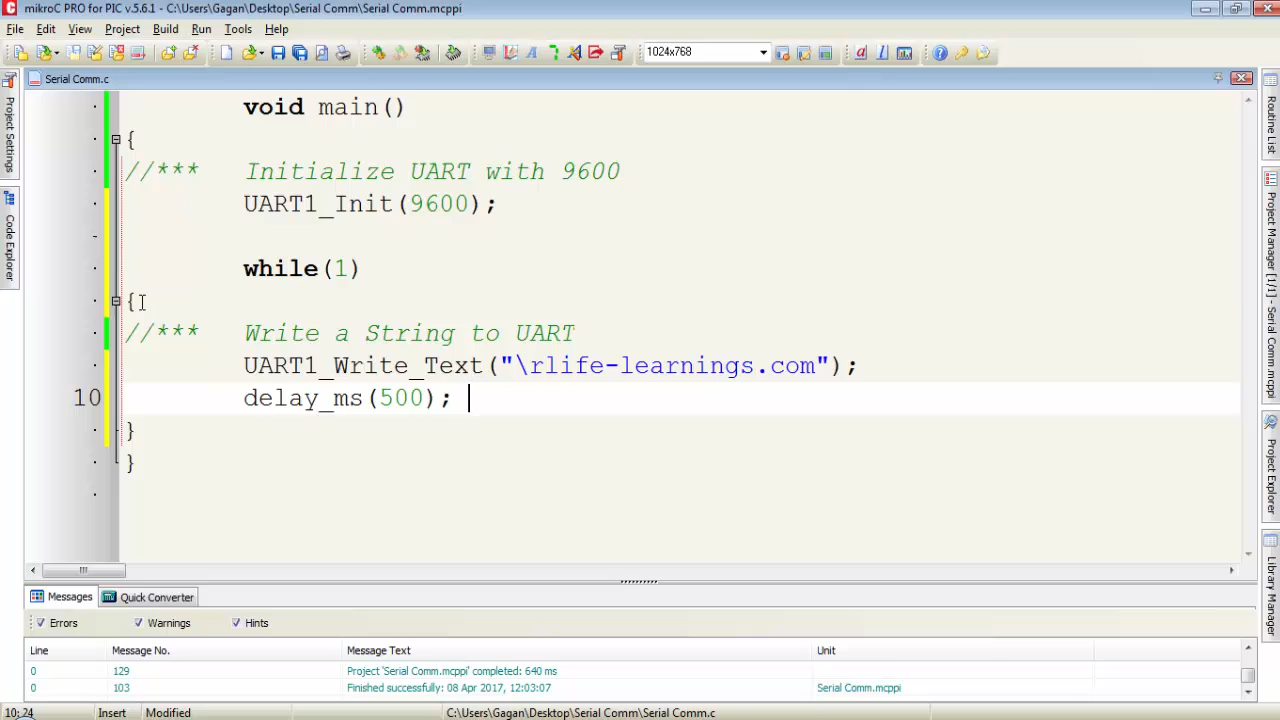 mikroC PRO for PIC v.5.6.1 - C:\Users\Gagan\Desktop\Serial Comm\Serial Comm.mcppi
File Edit View Project Build Run Tools Help
1024x768
Serial Comm.c
void main()
{
//*** Initialize UART with 9600
UART1_Init(9600);
while(1)
{
//*** Write a String to UART
UART1_Write_Text("\rlife-learnings.com");
10 delay_ms(500);
}
}
Project Settings
Code Explorer
Routine List
Project Manager [1/1] - Serial Comm.mcppi
Project Explorer
Library Manager
Messages Quick Converter
Errors Warnings Hints
Line Message No. Message Text Unit
0 129 Project 'Serial Comm.mcppi' completed: 640 ms
0 103 Finished successfully: 08 Apr 2017, 12:03:07 Serial Comm.mcppi
10:24 Insert Modified C:\Users\Gagan\Desktop\Serial Comm\Serial Comm.c